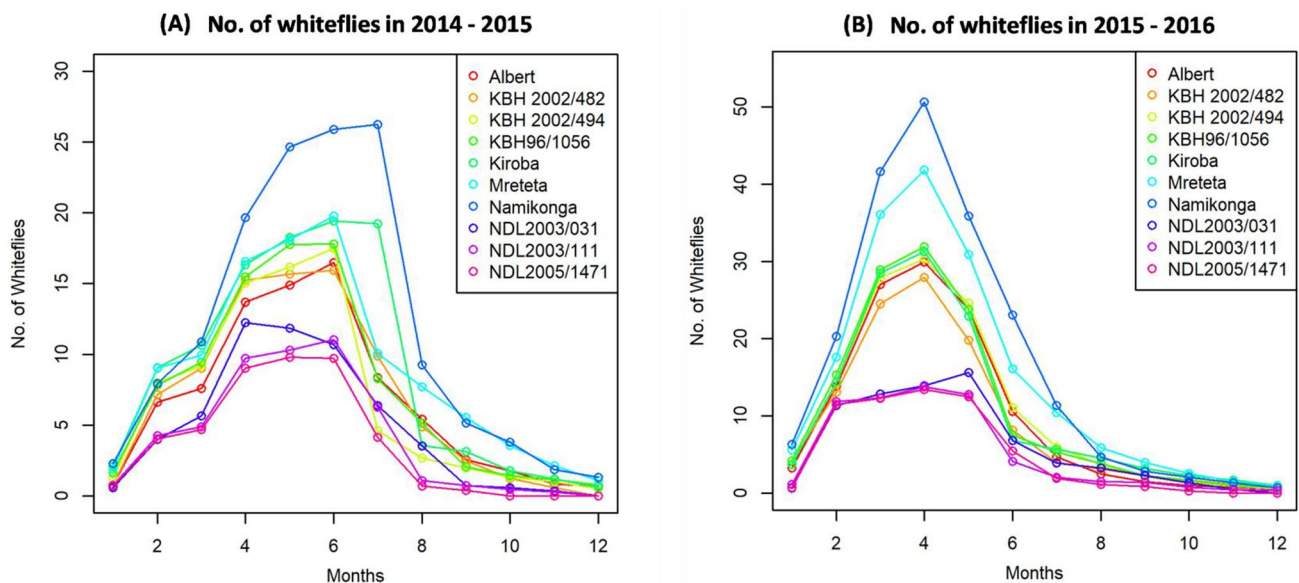 (A) No. of whiteflies in 2014 - 2015
No. of Whiteflies
30
25
20
15
10
5
0
Albert
KBH 2002/482
KBH 2002/494
KBH96/1056
Kiroba
Mreteta
Namikonga
NDL2003/031
NDL2003/111
NDL2005/1471
2 4 6 8 10 12
Months
(B) No. of whiteflies in 2015 - 2016
No. of Whiteflies
50
40
30
20
10
0
Albert
KBH 2002/482
KBH 2002/494
KBH96/1056
Kiroba
Mreteta
Namikonga
NDL2003/031
NDL2003/111
NDL2005/1471
2 4 6 8 10 12
Months